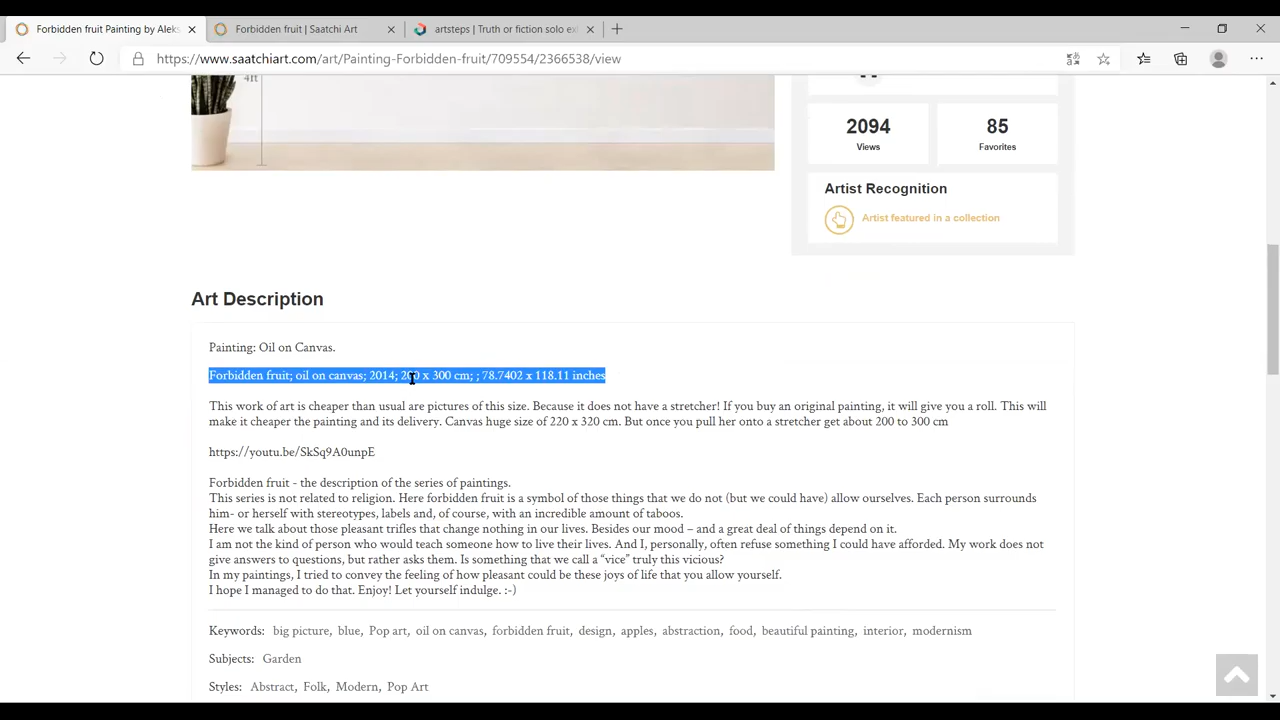 Forbidden fruit Painting by Aleks
Forbidden fruit | Saatchi Art
artsteps | Truth or fiction solo ex
https://www.saatchiart.com/art/Painting-Forbidden-fruit/709554/2366538/view
4ft
2094
85
Views
Favorites
Artist Recognition
Artist featured in a collection
Art Description
Painting: Oil on Canvas.
Forbidden fruit; oil on canvas; 2014; 200 x 300 cm; ; 78.7402 x 118.11 inches
This work of art is cheaper than usual are pictures of this size. Because it does not have a stretcher! If you buy an original painting, it will give you a roll. This will
make it cheaper the painting and its delivery. Canvas huge size of 220 x 320 cm. But once you pull her onto a stretcher get about 200 to 300 cm
https://youtu.be/SkSq9A0unpE
Forbidden fruit - the description of the series of paintings.
This series is not related to religion. Here forbidden fruit is a symbol of those things that we do not (but we could have) allow ourselves. Each person surrounds
him- or herself with stereotypes, labels and, of course, with an incredible amount of taboos.
Here we talk about those pleasant trifles that change nothing in our lives. Besides our mood – and a great deal of things depend on it.
I am not the kind of person who would teach someone how to live their lives. And I, personally, often refuse something I could have afforded. My work does not
give answers to questions, but rather asks them. Is something that we call a “vice” truly this vicious?
In my paintings, I tried to convey the feeling of how pleasant could be these joys of life that you allow yourself.
I hope I managed to do that. Enjoy! Let yourself indulge. :-)
Keywords: big picture, blue, Pop art, oil on canvas, forbidden fruit, design, apples, abstraction, food, beautiful painting, interior, modernism
Subjects: Garden
Styles: Abstract, Folk, Modern, Pop Art